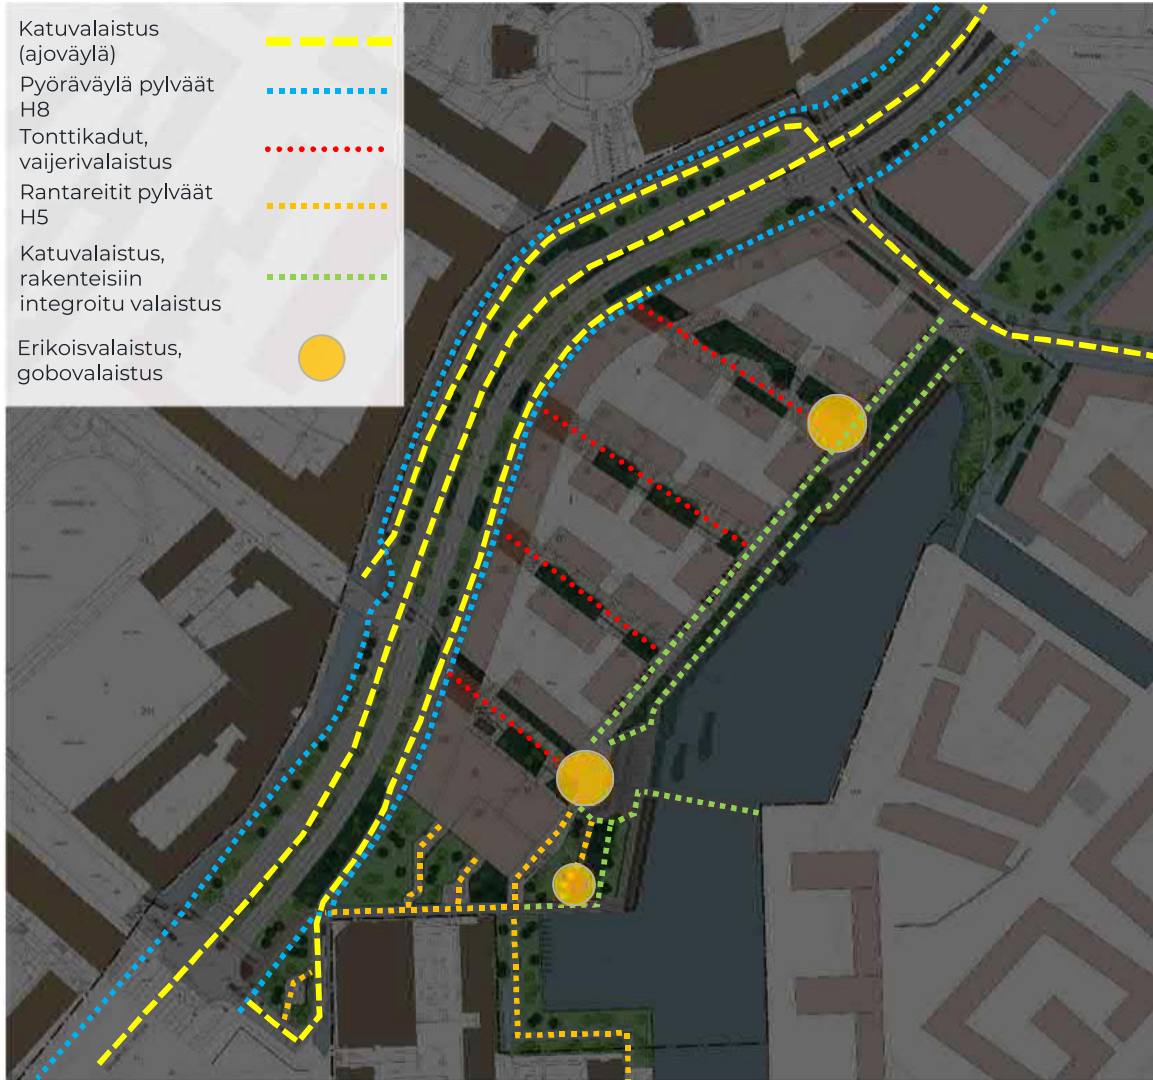 Katuvalaistus
(ajoväylä)
Pyöräväylä pylväät
H8
Tonttikadut,
vaijerivalaistus
Rantareitit pylväät
H5
Katuvalaistus,
rakenteisiin
integroitu valaistus
Erikoisvalaistus,
gobovalaistus